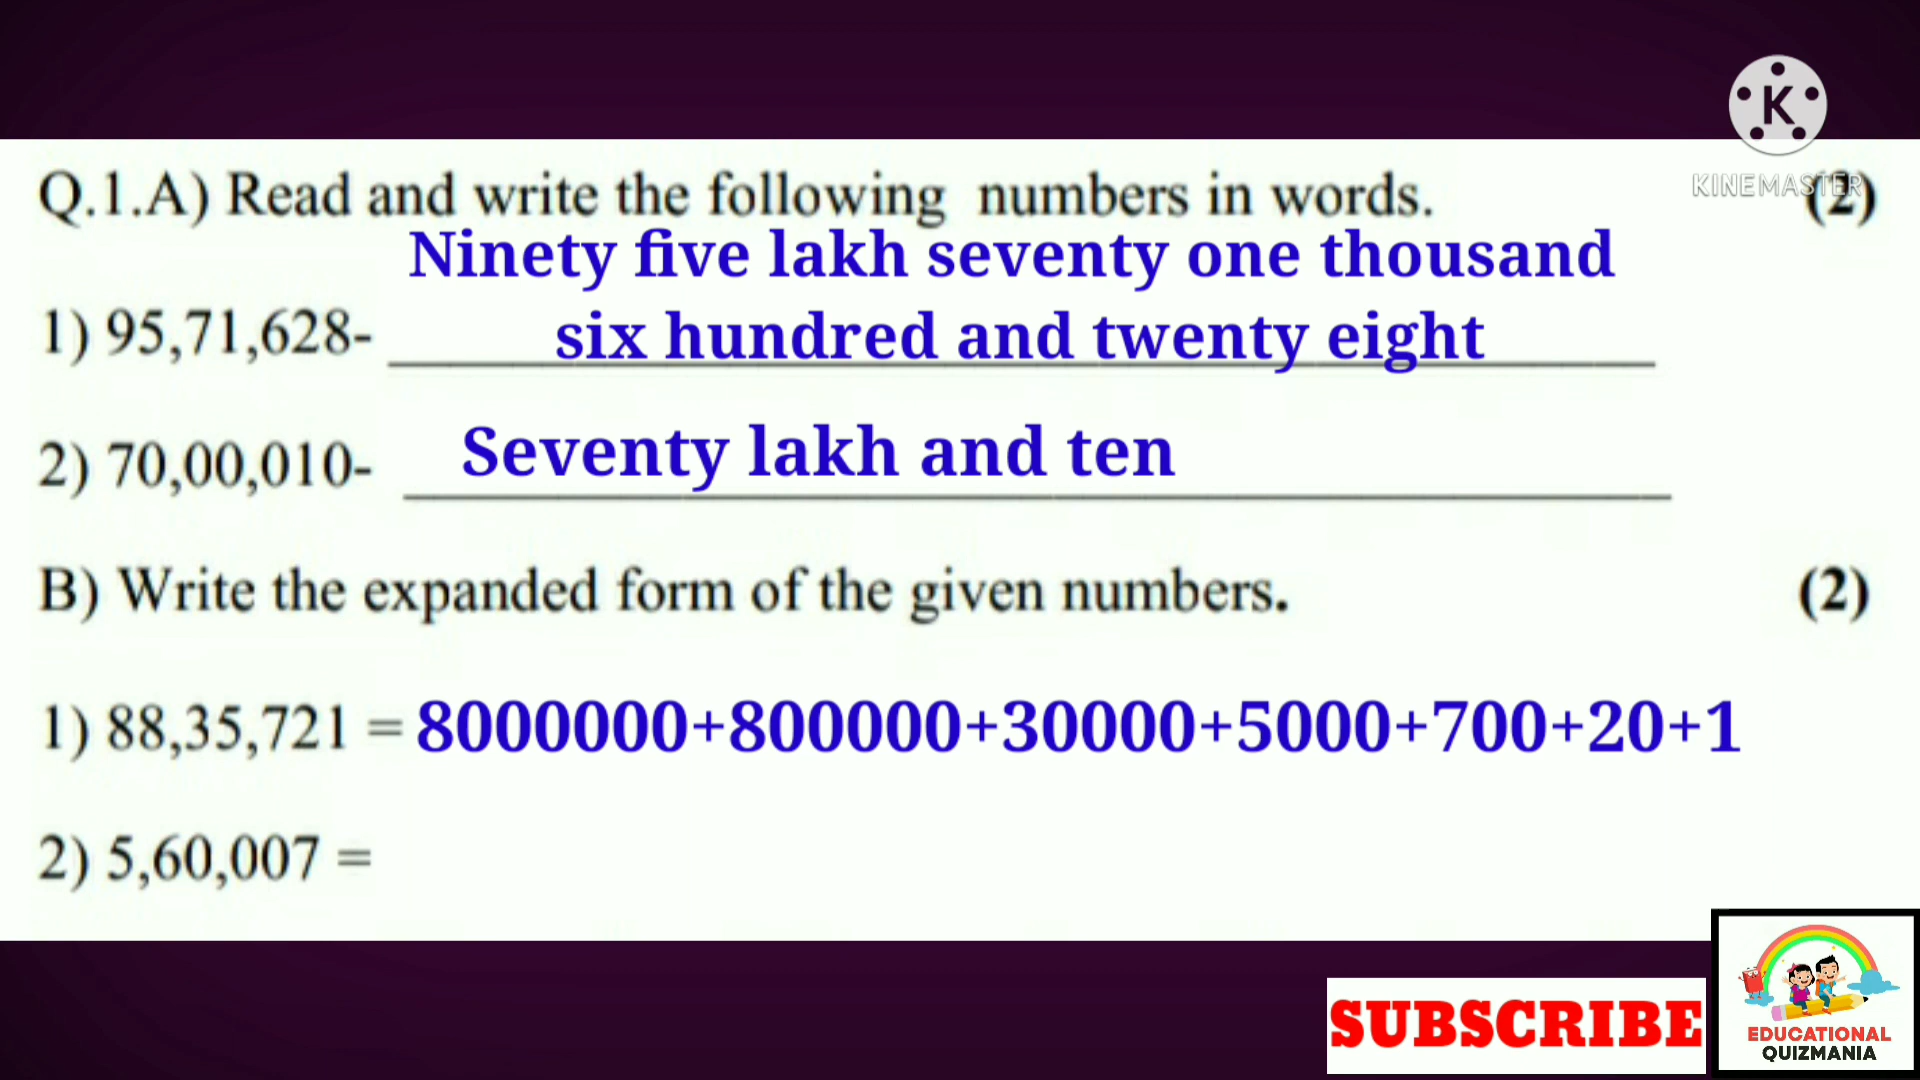 K
KINEMASTER
Q.1.A) Read and write the following numbers in words. (2)
Ninety five lakh seventy one thousand
1) 95,71,628- six hundred and twenty eight
2) 70,00,010- Seventy lakh and ten
B) Write the expanded form of the given numbers. (2)
1) 88,35,721 = 8000000+800000+30000+5000+700+20+1
2) 5,60,007 =
SUBSCRIBE
EDUCATIONAL
QUIZMANIA